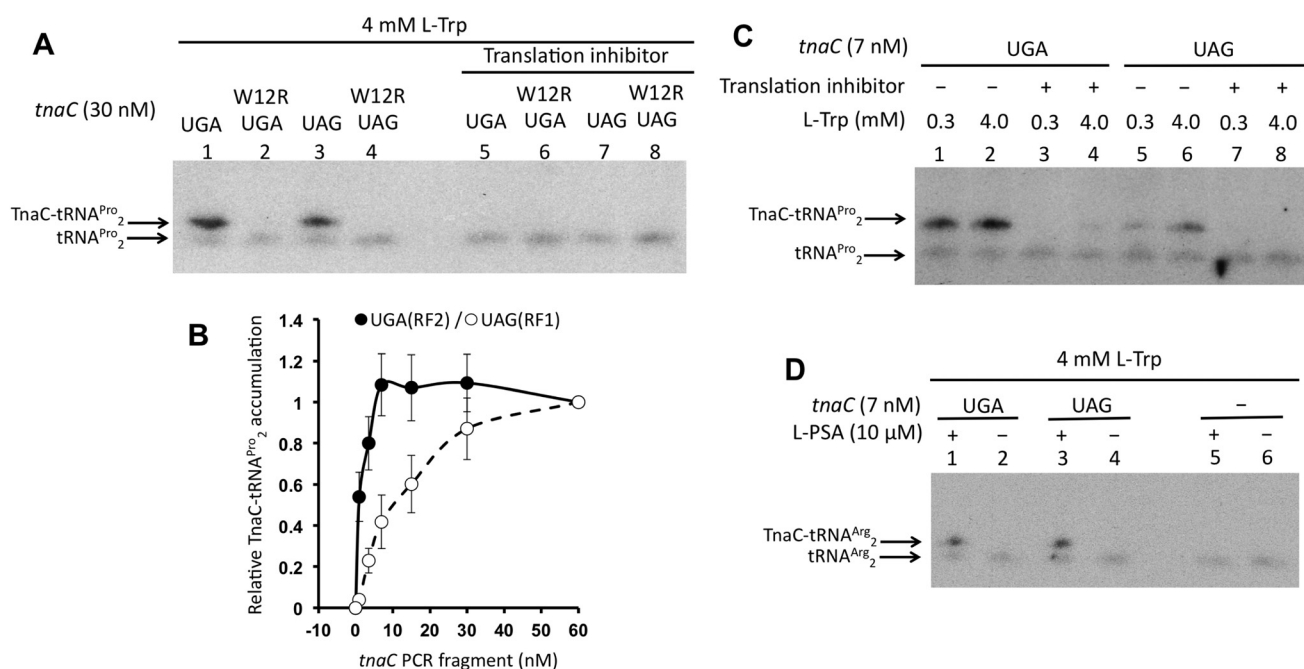 A
4 mM L-Trp
Translation inhibitor
tnaC (30 nM)
UGA W12R UGA UAG W12R UAG UGA W12R UGA UAG W12R UAG
1 2 3 4 5 6 7 8
TnaC-tRNAPro2
tRNAPro2
B
UGA(RF2) / UAG(RF1)
Relative TnaC-tRNAPro2 accumulation
1.4
1.2
1
0.8
0.6
0.4
0.2
0
-10 0 10 20 30 40 50 60
tnaC PCR fragment (nM)
C
tnaC (7 nM) UGA UAG
Translation inhibitor – – + + – – + +
L-Trp (mM) 0.3 4.0 0.3 4.0 0.3 4.0 0.3 4.0
1 2 3 4 5 6 7 8
TnaC-tRNAPro2
tRNAPro2
D
4 mM L-Trp
tnaC (7 nM) UGA UAG –
L-PSA (10 µM) + – + – + –
1 2 3 4 5 6
TnaC-tRNAArg2
tRNAArg2